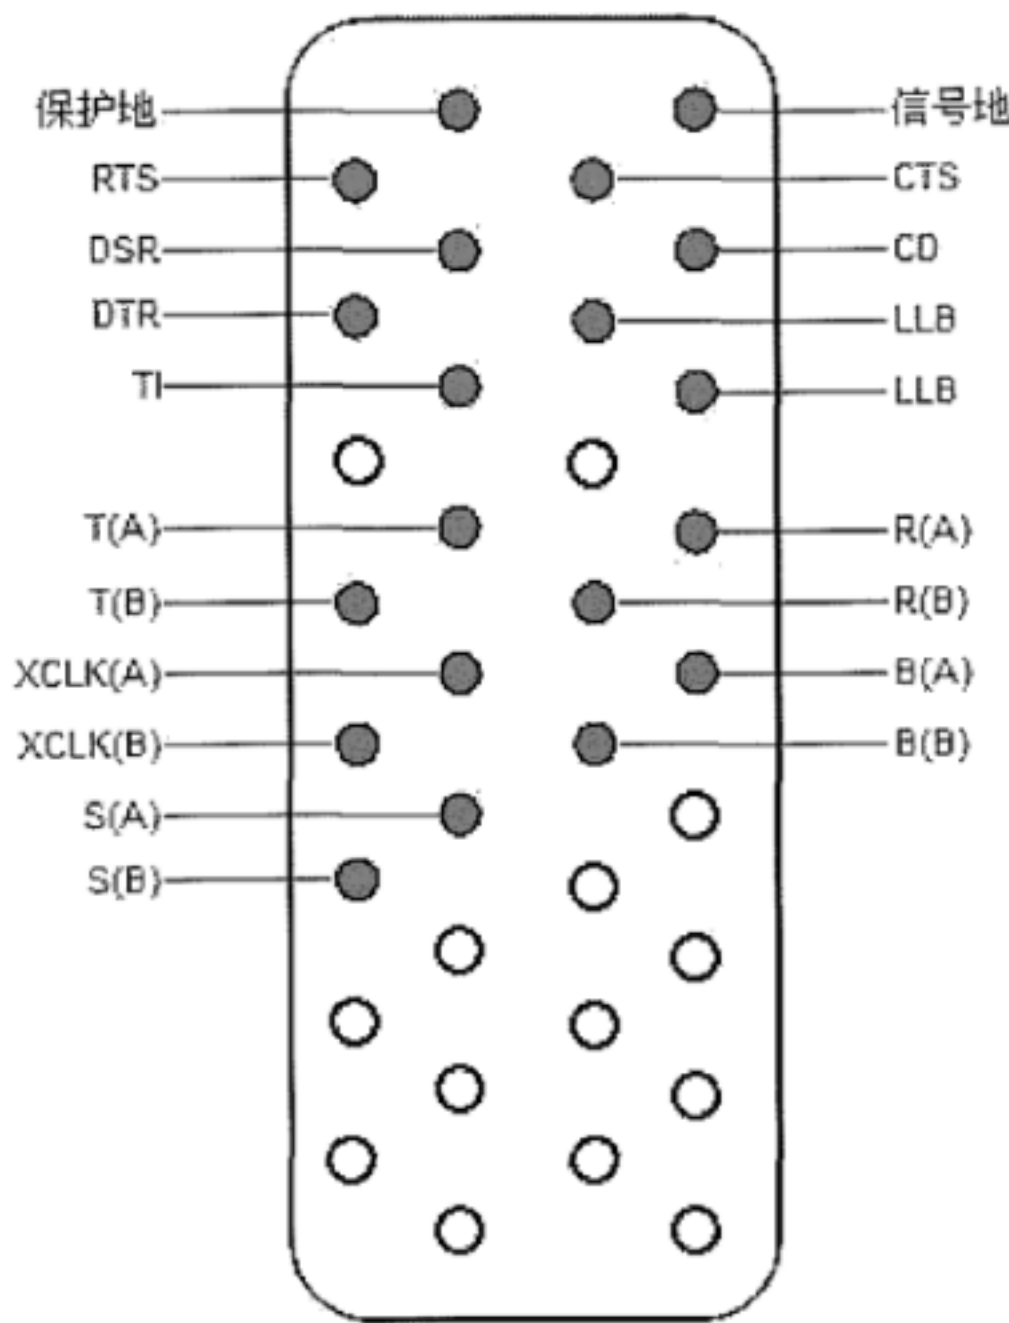 保护地 信号地
RTS CTS
DSR CD
DTR LLB
TI LLB
T(A) R(A)
T(B) R(B)
XCLK(A) B(A)
XCLK(B) B(B)
S(A)
S(B)